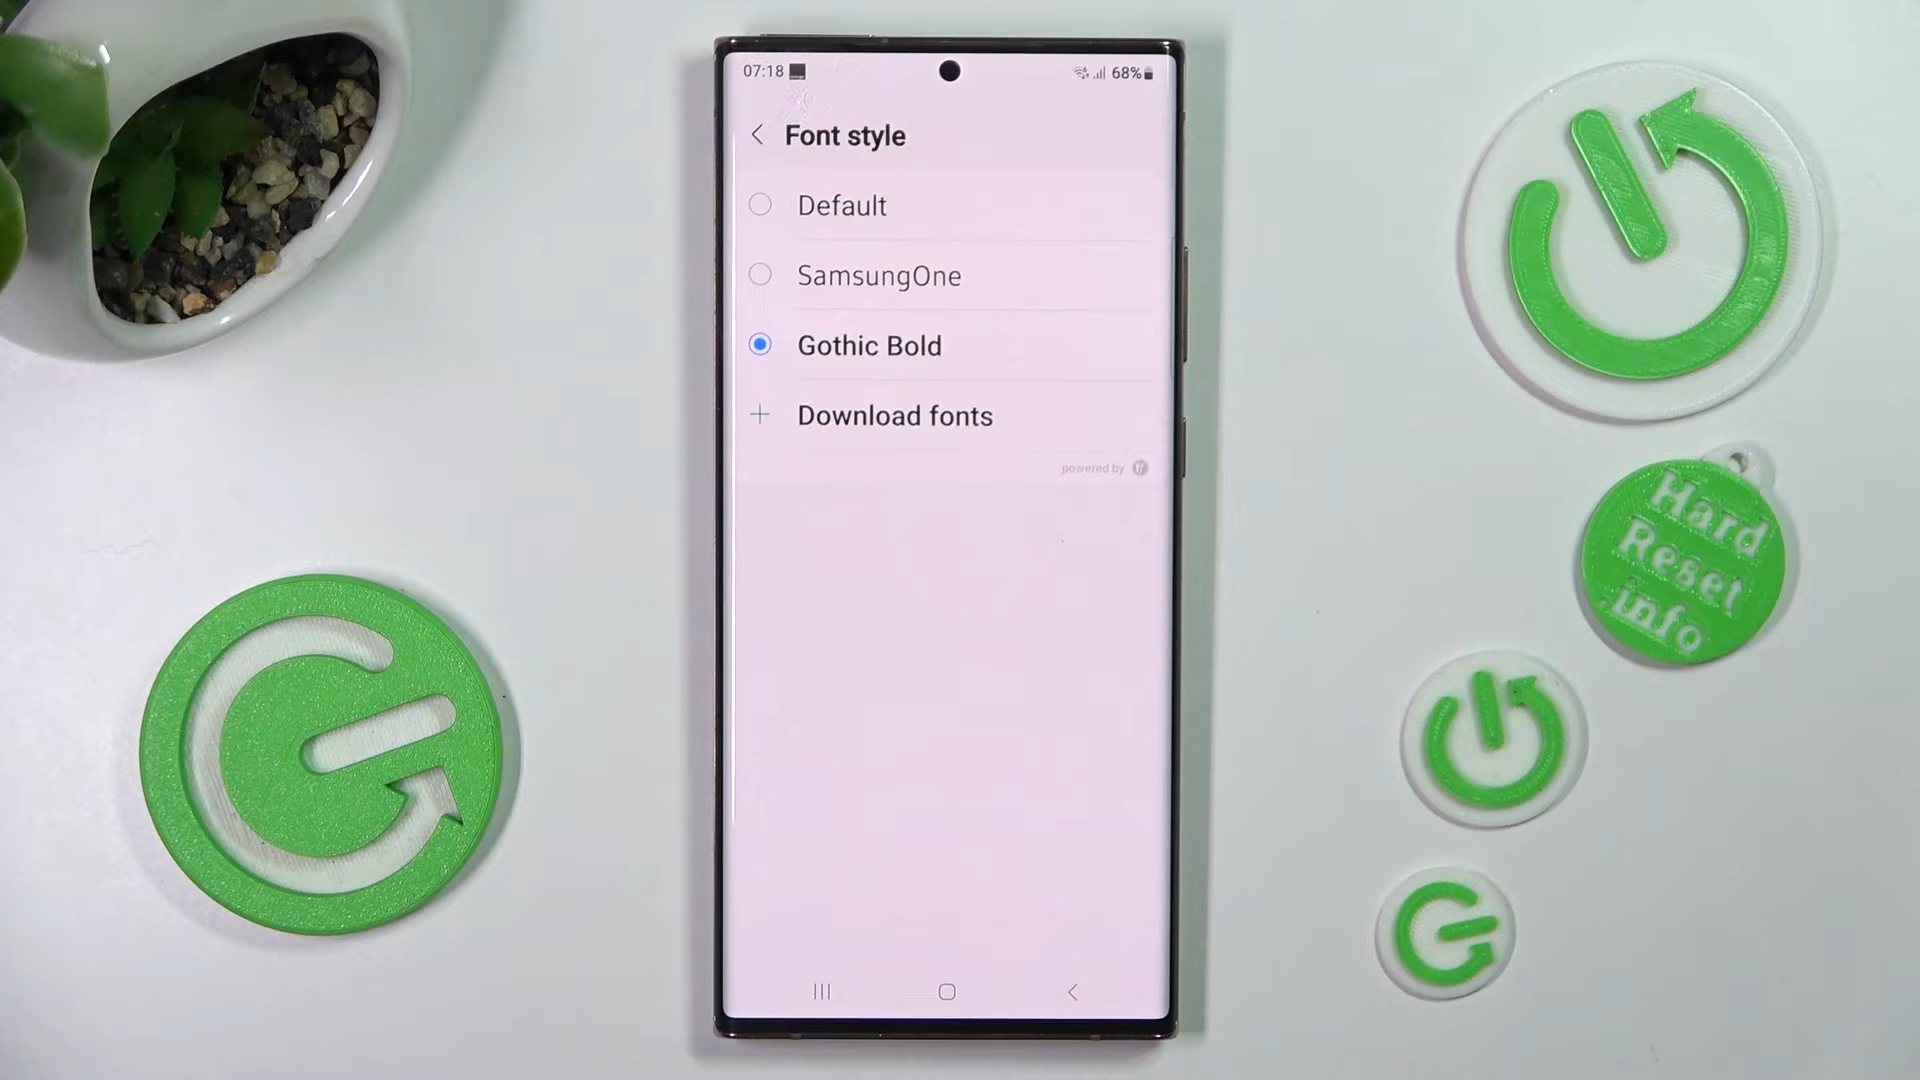 07:18
68%
Font style
Default
SamsungOne
Gothic Bold
Download fonts
powered by
Hard
Reset
.info